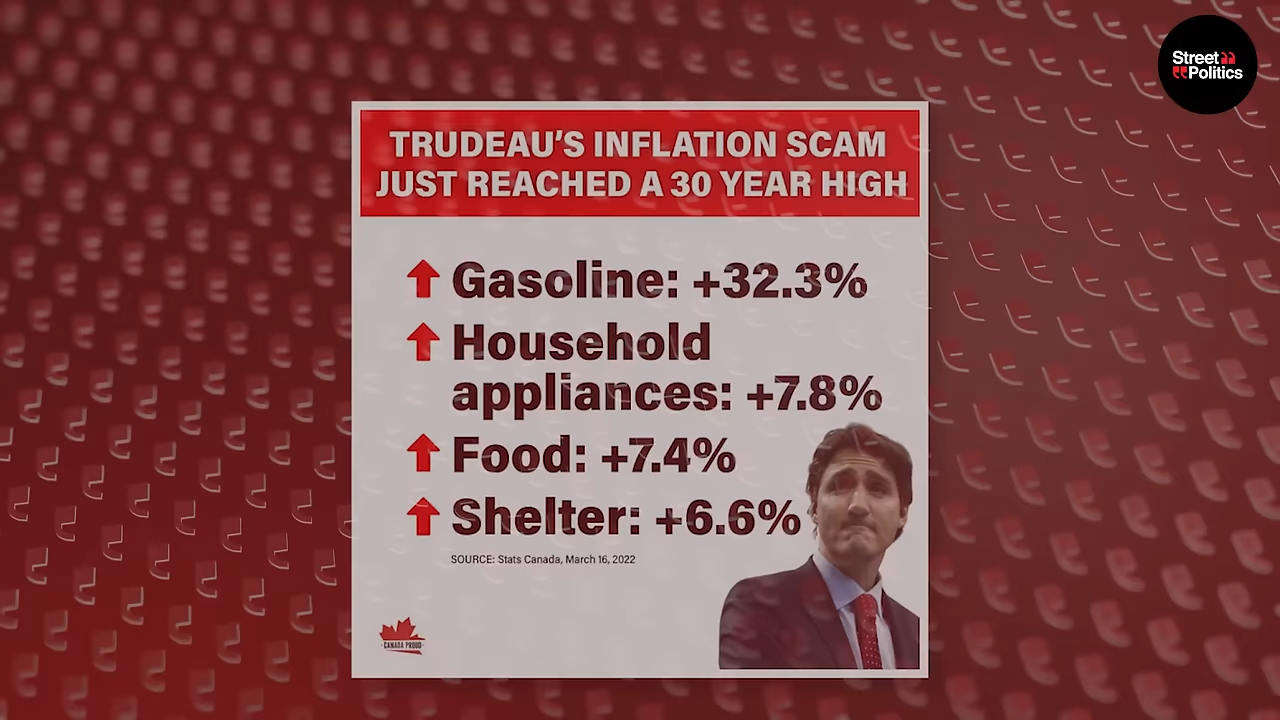 Street
Politics
TRUDEAU'S INFLATION SCAM
JUST REACHED A 30 YEAR HIGH
Gasoline: +32.3%
Household
appliances: +7.8%
Food: +7.4%
Shelter: +6.6%
SOURCE: Stats Canada, March 16, 2022
CANADA PROUD